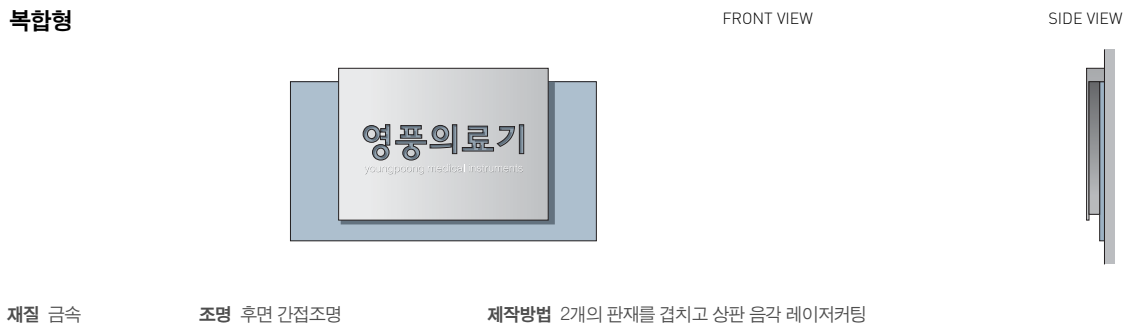 복합형
FRONT VIEW
SIDE VIEW
영풍의료기
youngpoong medical instruments
재질 금속
조명 후면 간접조명
제작방법 2개의 판재를 겹치고 상판 음각 레이저커팅